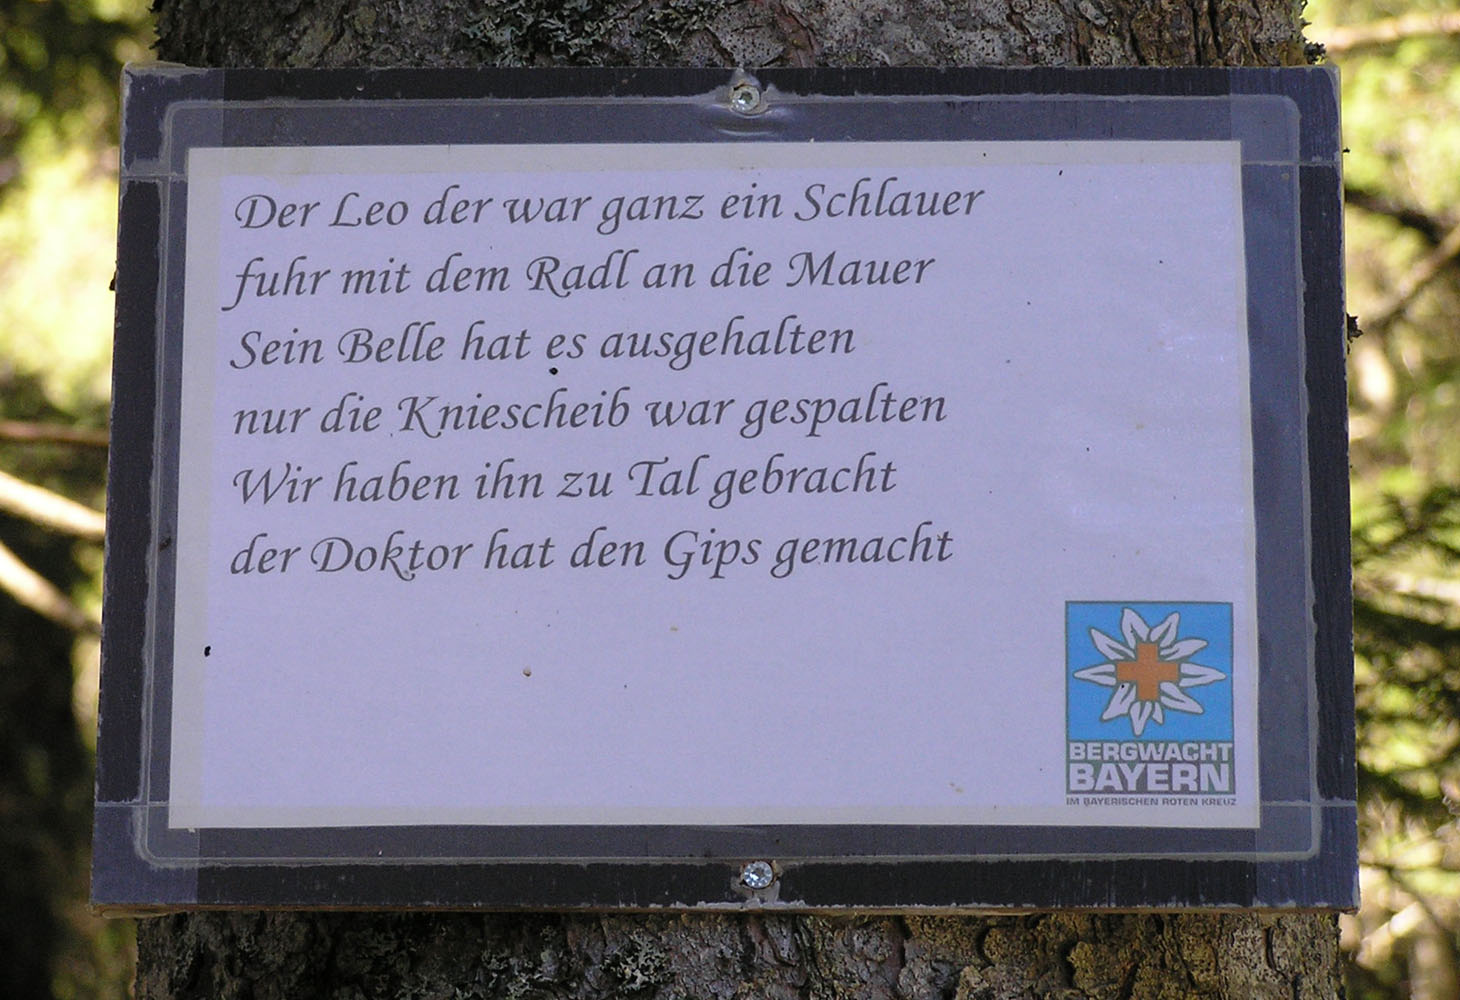 Der Leo der war ganz ein Schlauer
fuhr mit dem Radl an die Mauer
Sein Belle hat es ausgehalten
nur die Kniescheib war gespalten
Wir haben ihn zu Tal gebracht
der Doktor hat den Gips gemacht
BERGWACHT
BAYERN
IM BAYERISCHEN ROTEN KREUZ